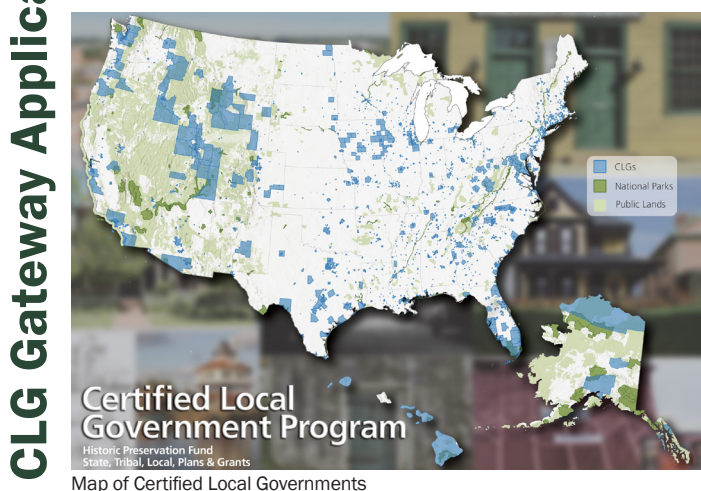 CLG Gateway Applica
CLGs
National Parks
Public Lands
Certified Local
Government Program
Historic Preservation Fund
State, Tribal, Local, Plans & Grants
Map of Certified Local Governments